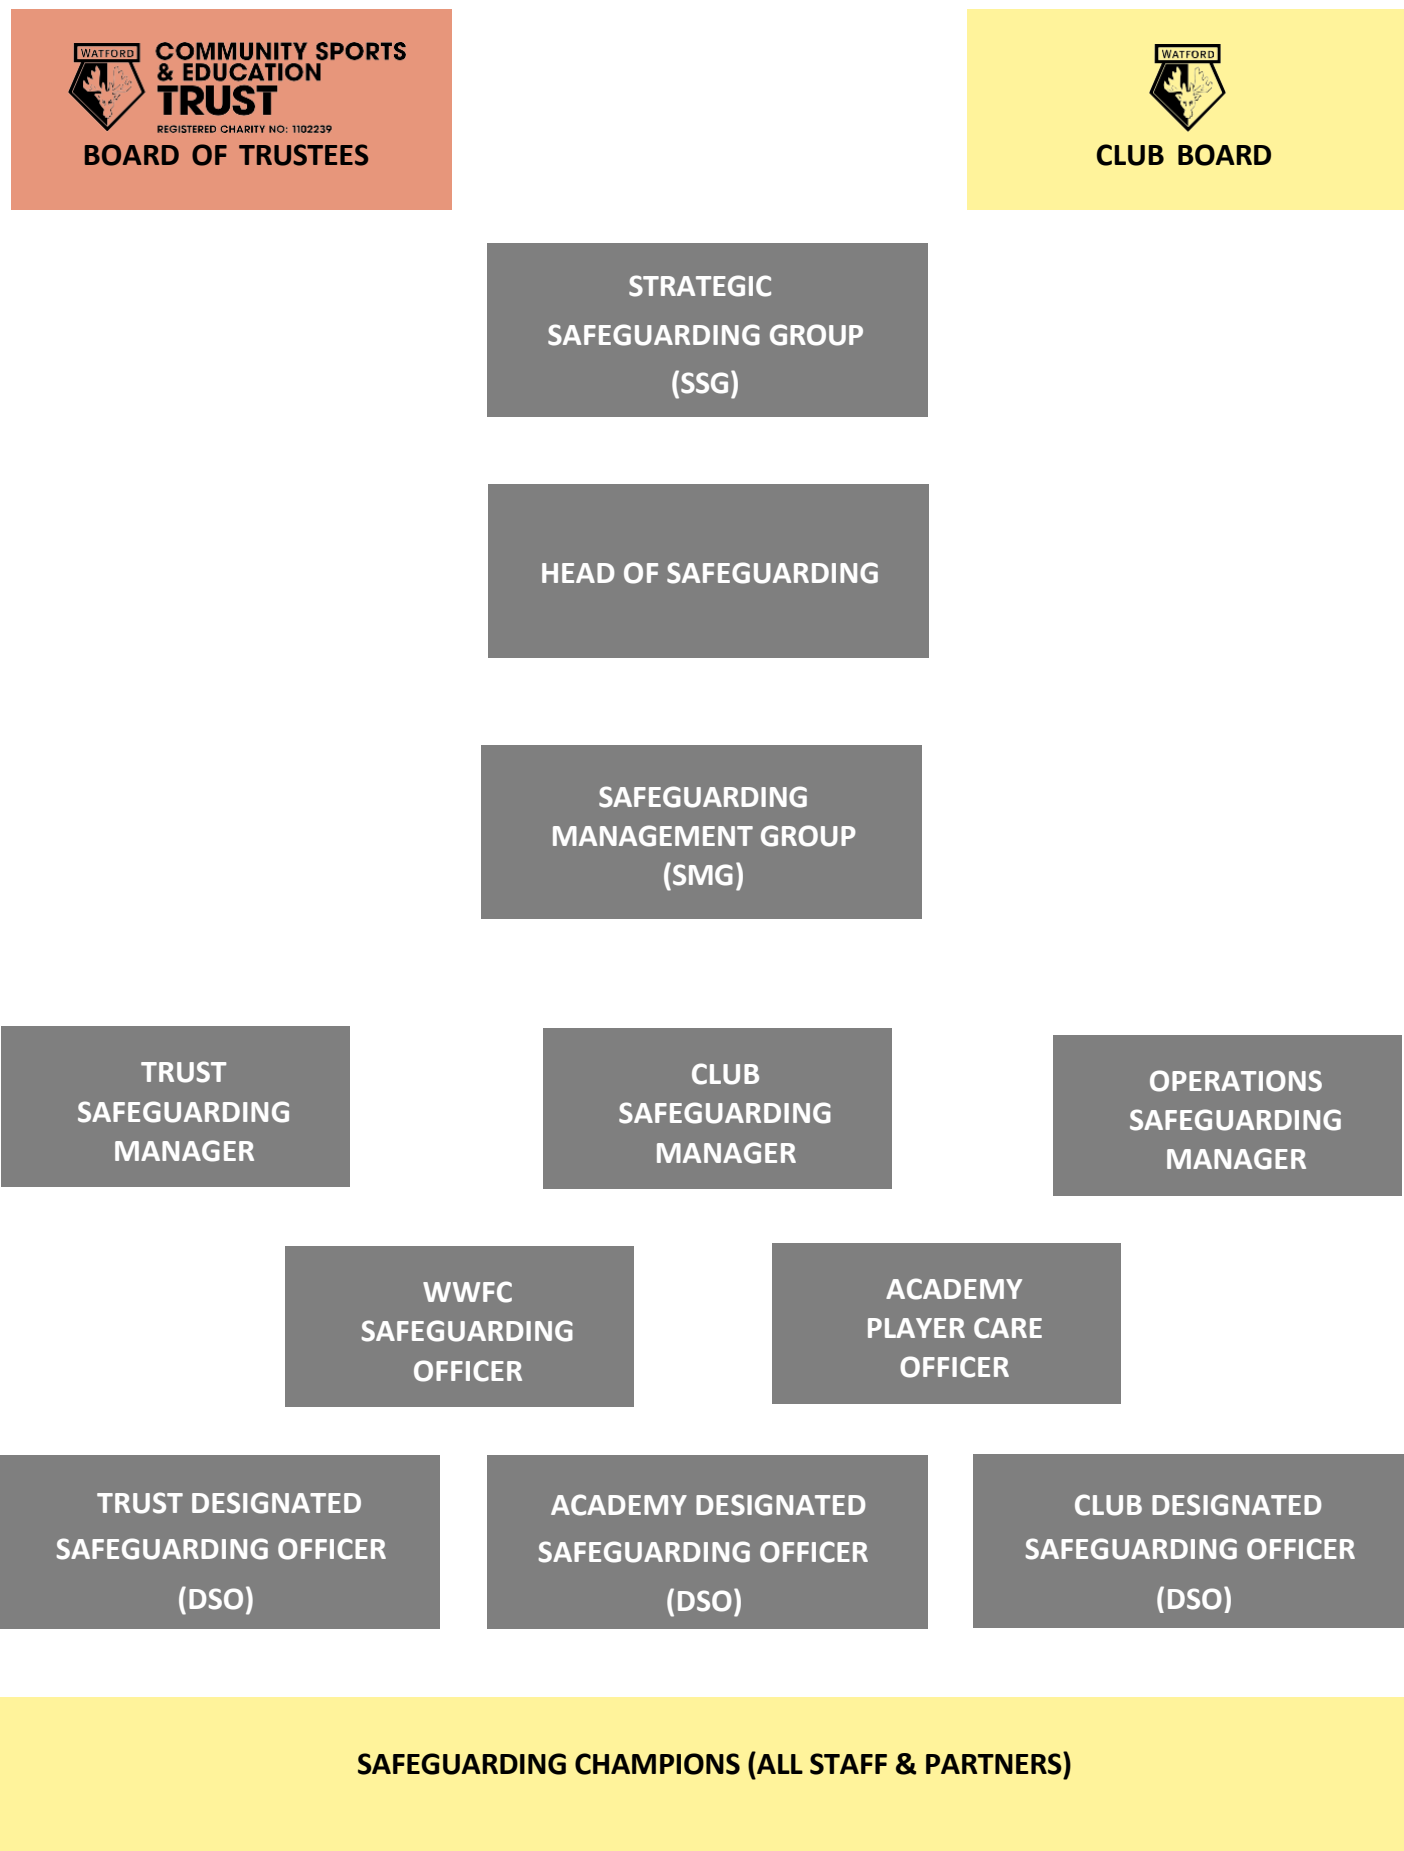 WATFORD
COMMUNITY SPORTS
& EDUCATION
TRUST
REGISTERED CHARITY NO: 1102239
BOARD OF TRUSTEES
WATFORD
CLUB BOARD
STRATEGIC
SAFEGUARDING GROUP
(SSG)
HEAD OF SAFEGUARDING
SAFEGUARDING
MANAGEMENT GROUP
(SMG)
TRUST
SAFEGUARDING
MANAGER
CLUB
SAFEGUARDING
MANAGER
OPERATIONS
SAFEGUARDING
MANAGER
WWFC
SAFEGUARDING
OFFICER
ACADEMY
PLAYER CARE
OFFICER
TRUST DESIGNATED
SAFEGUARDING OFFICER
(DSO)
ACADEMY DESIGNATED
SAFEGUARDING OFFICER
(DSO)
CLUB DESIGNATED
SAFEGUARDING OFFICER
(DSO)
SAFEGUARDING CHAMPIONS (ALL STAFF & PARTNERS)